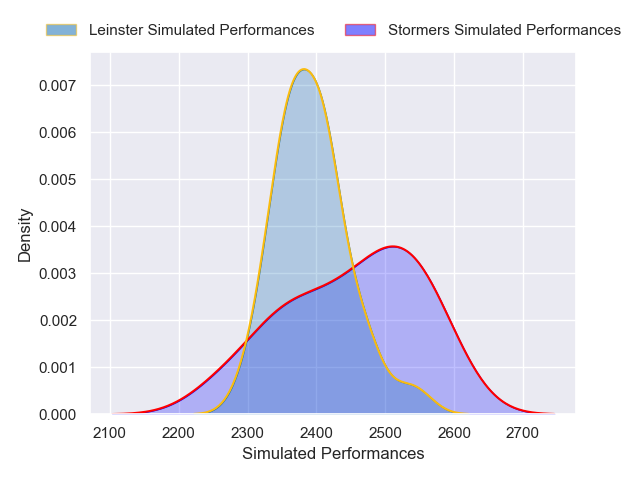 Leinster Simulated Performances
Stormers Simulated Performances
0.007
0.006
0.005
0.004
0.003
0.002
0.001
0.000
Density
2100 2200 2300 2400 2500 2600 2700
Simulated Performances